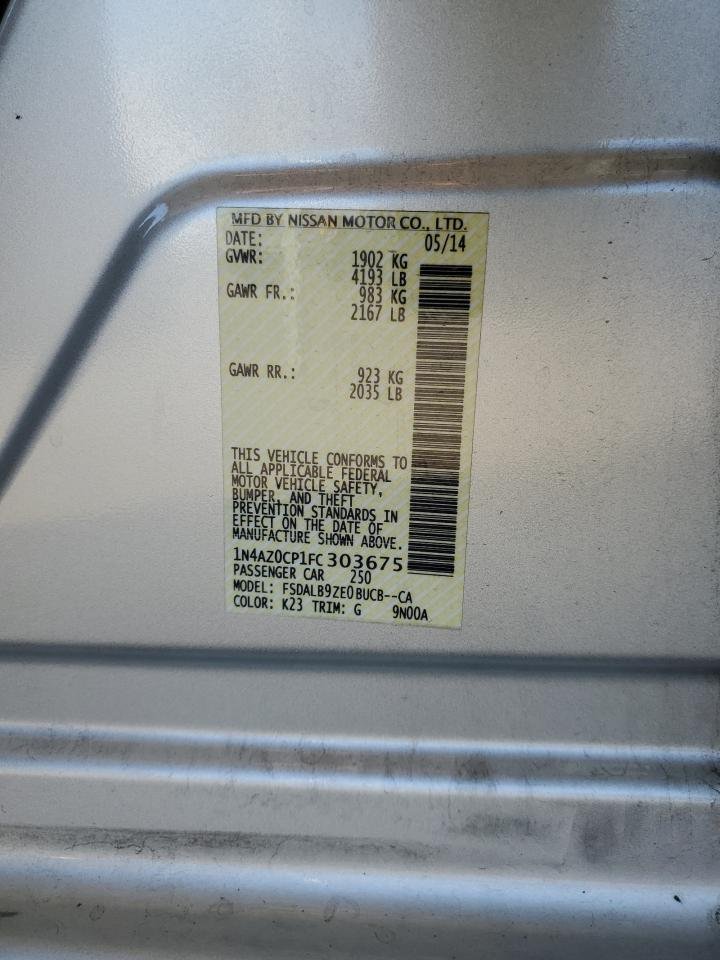 MFD BY NISSAN MOTOR CO., LTD.
DATE: 05/14
GVWR: 1902 KG
4193 LB
GAWR FR.: 983 KG
2167 LB
GAWR RR.: 923 KG
2035 LB
THIS VEHICLE CONFORMS TO
ALL APPLICABLE FEDERAL
MOTOR VEHICLE SAFETY,
BUMPER, AND THEFT
PREVENTION STANDARDS IN
EFFECT ON THE DATE OF
MANUFACTURE SHOWN ABOVE.
1N4AZ0CP1FC303675
PASSENGER CAR 250
MODEL: FSDALB9ZE0BUCB--CA
COLOR: K23 TRIM: G 9N00A